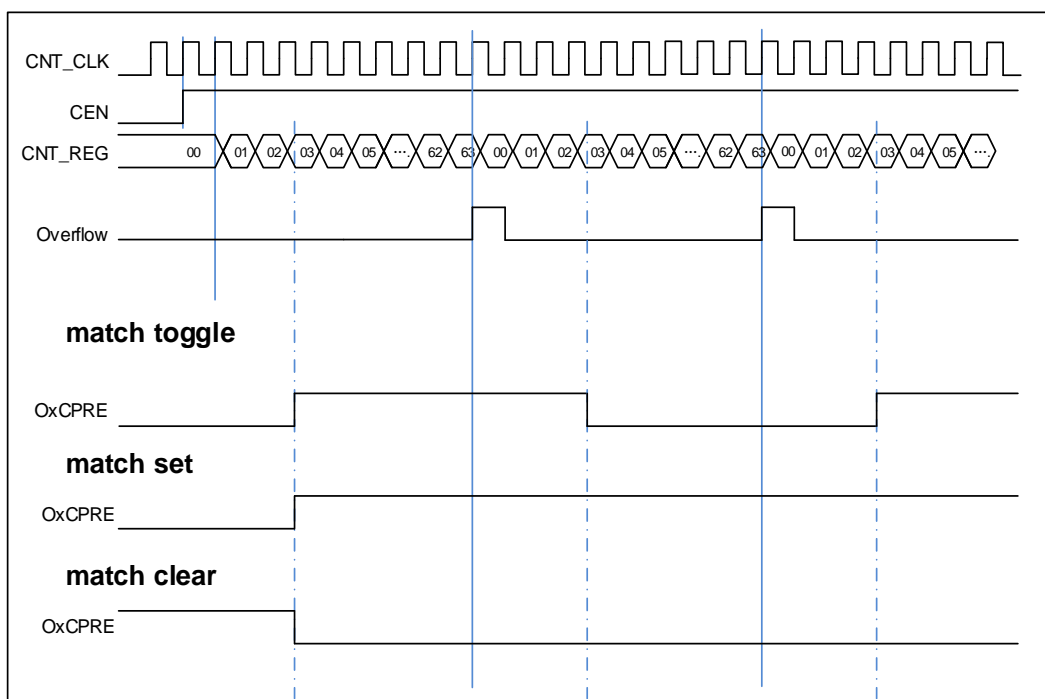 CNT_CLK
CEN
CNT_REG 00 01 02 03 04 05 …. 62 63 00 01 02 03 04 05 …. 62 63 00 01 02 03 04 05 ….
Overflow
match toggle
OxCPRE
match set
OxCPRE
match clear
OxCPRE